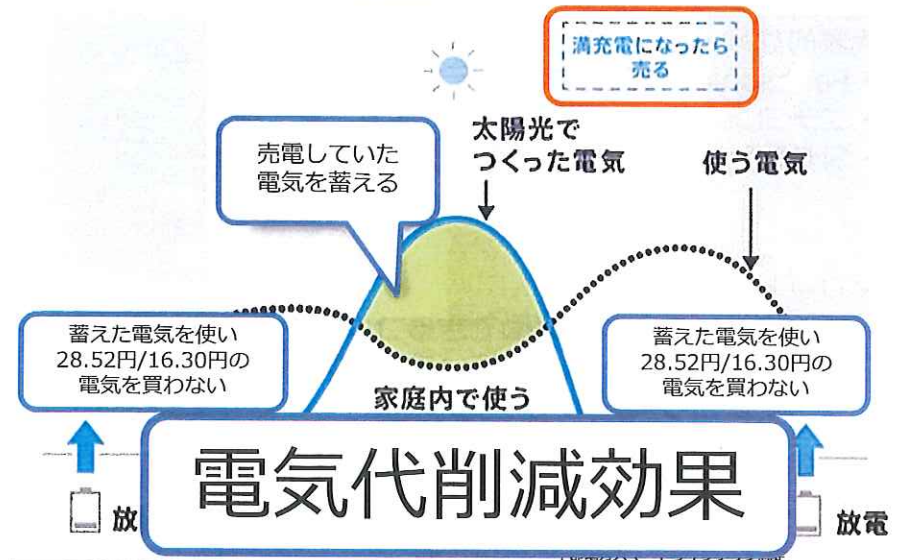 満充電になったら
売る
太陽光で
つくった電気
使う電気
売電していた
電気を蓄える
蓄えた電気を使い
28.52円/16.30円の
電気を買わない
蓄えた電気を使い
28.52円/16.30円の
電気を買わない
家庭内で使う
電気代削減効果
放
放電